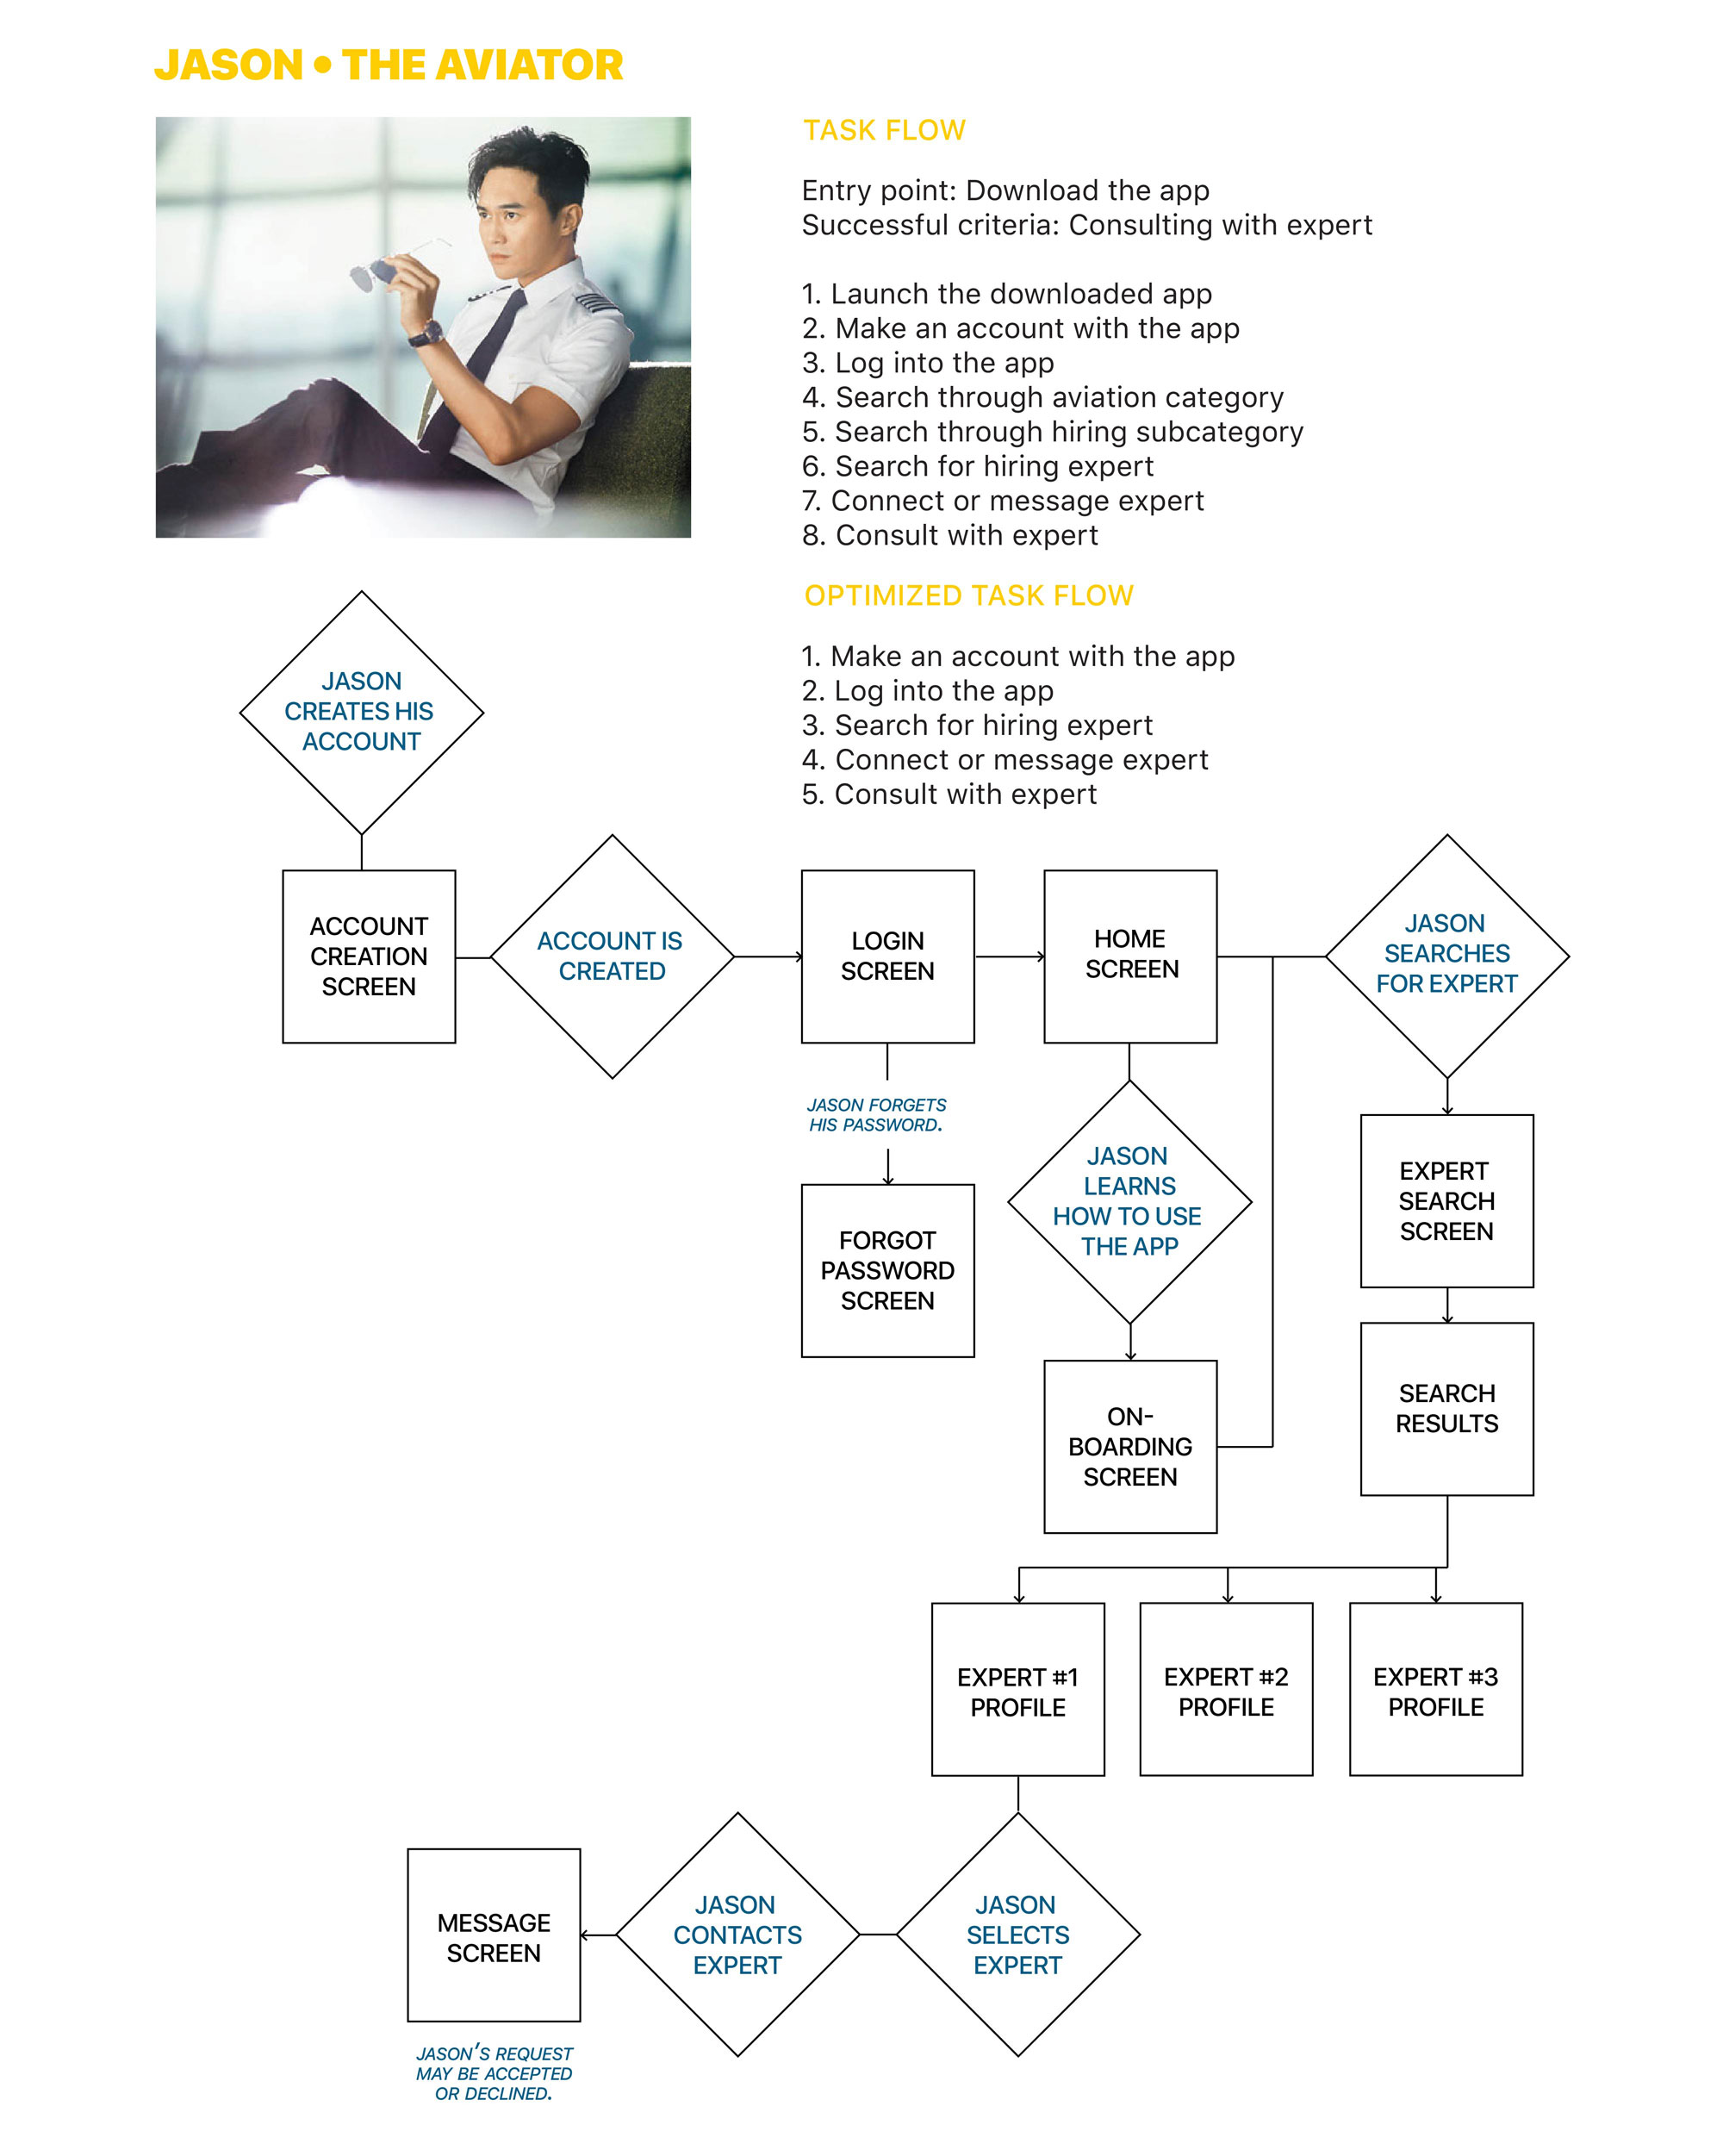 JASON • THE AVIATOR
TASK FLOW
Entry point: Download the app
Successful criteria: Consulting with expert
1. Launch the downloaded app
2. Make an account with the app
3. Log into the app
4. Search through aviation category
5. Search through hiring subcategory
6. Search for hiring expert
7. Connect or message expert
8. Consult with expert
OPTIMIZED TASK FLOW
1. Make an account with the app
2. Log into the app
3. Search for hiring expert
4. Connect or message expert
5. Consult with expert
JASON
CREATES HIS
ACCOUNT
ACCOUNT
CREATION
SCREEN
ACCOUNT IS
CREATED
LOGIN
SCREEN
HOME
SCREEN
JASON
SEARCHES
FOR EXPERT
JASON FORGETS
HIS PASSWORD.
FORGOT
PASSWORD
SCREEN
JASON
LEARNS
HOW TO USE
THE APP
ON-
BOARDING
SCREEN
EXPERT
SEARCH
SCREEN
SEARCH
RESULTS
EXPERT #1
PROFILE
EXPERT #2
PROFILE
EXPERT #3
PROFILE
JASON
SELECTS
EXPERT
JASON
CONTACTS
EXPERT
MESSAGE
SCREEN
JASON'S REQUEST
MAY BE ACCEPTED
OR DECLINED.